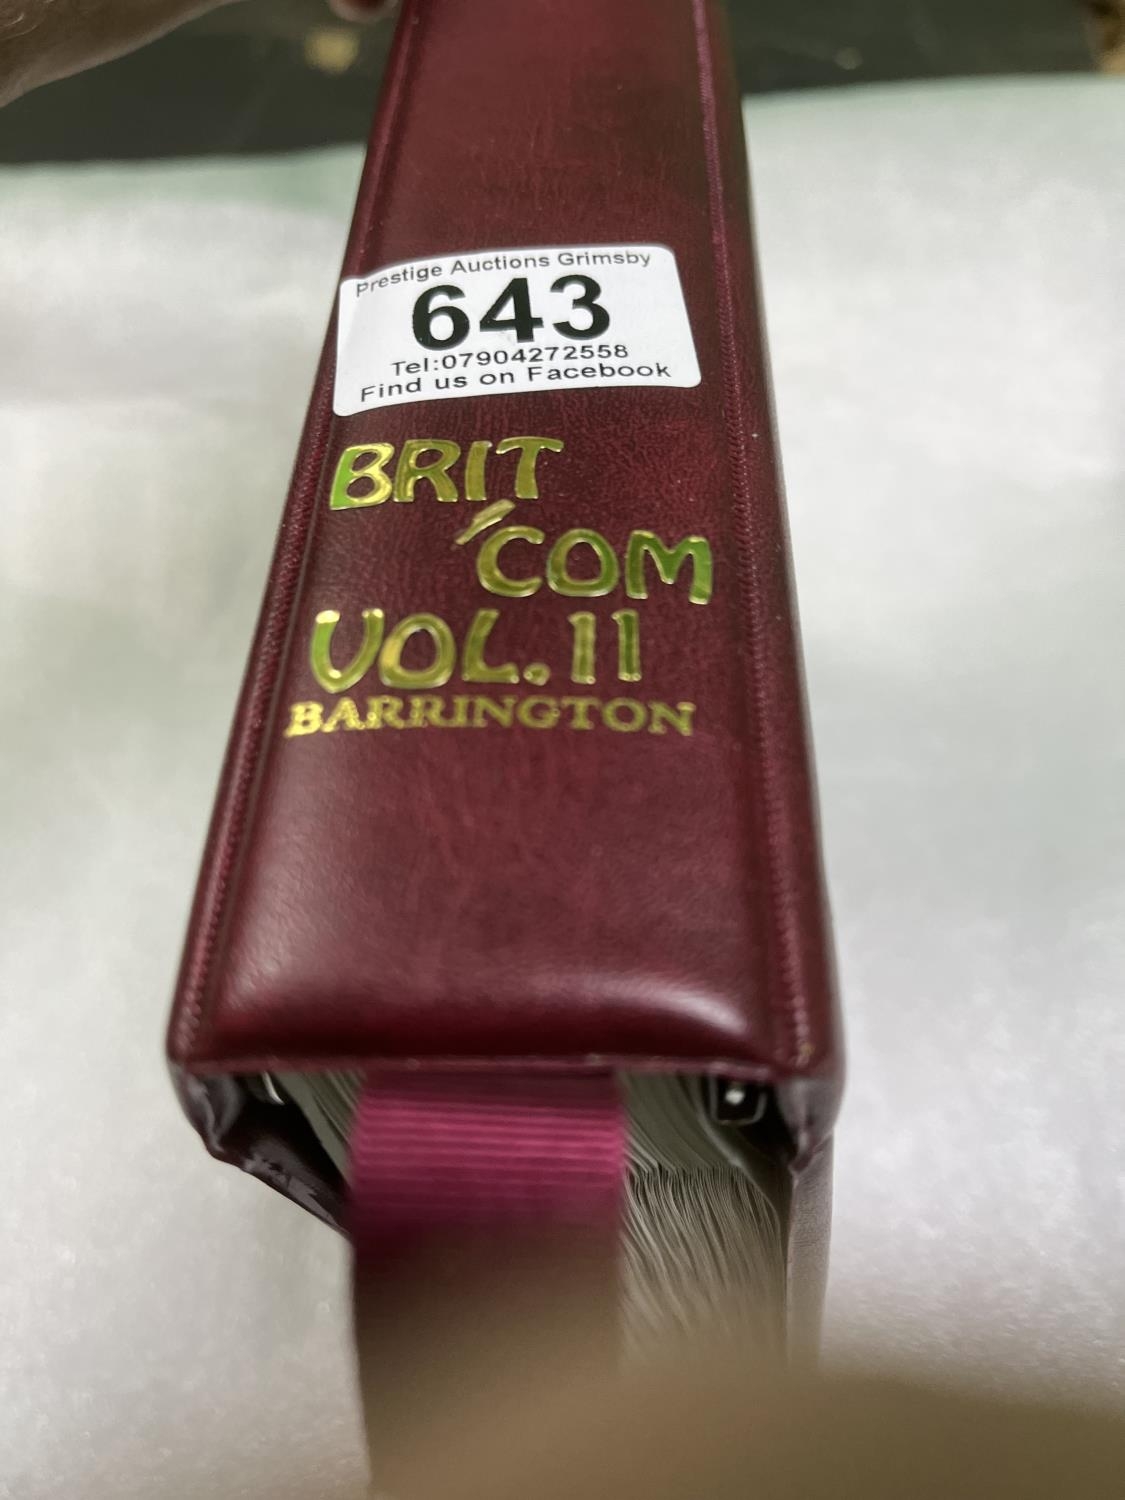 Prestige Auctions Grimsby
643
Tel:07904272558
Find us on Facebook
BRIT
'COM
VOL.11
BARRINGTON